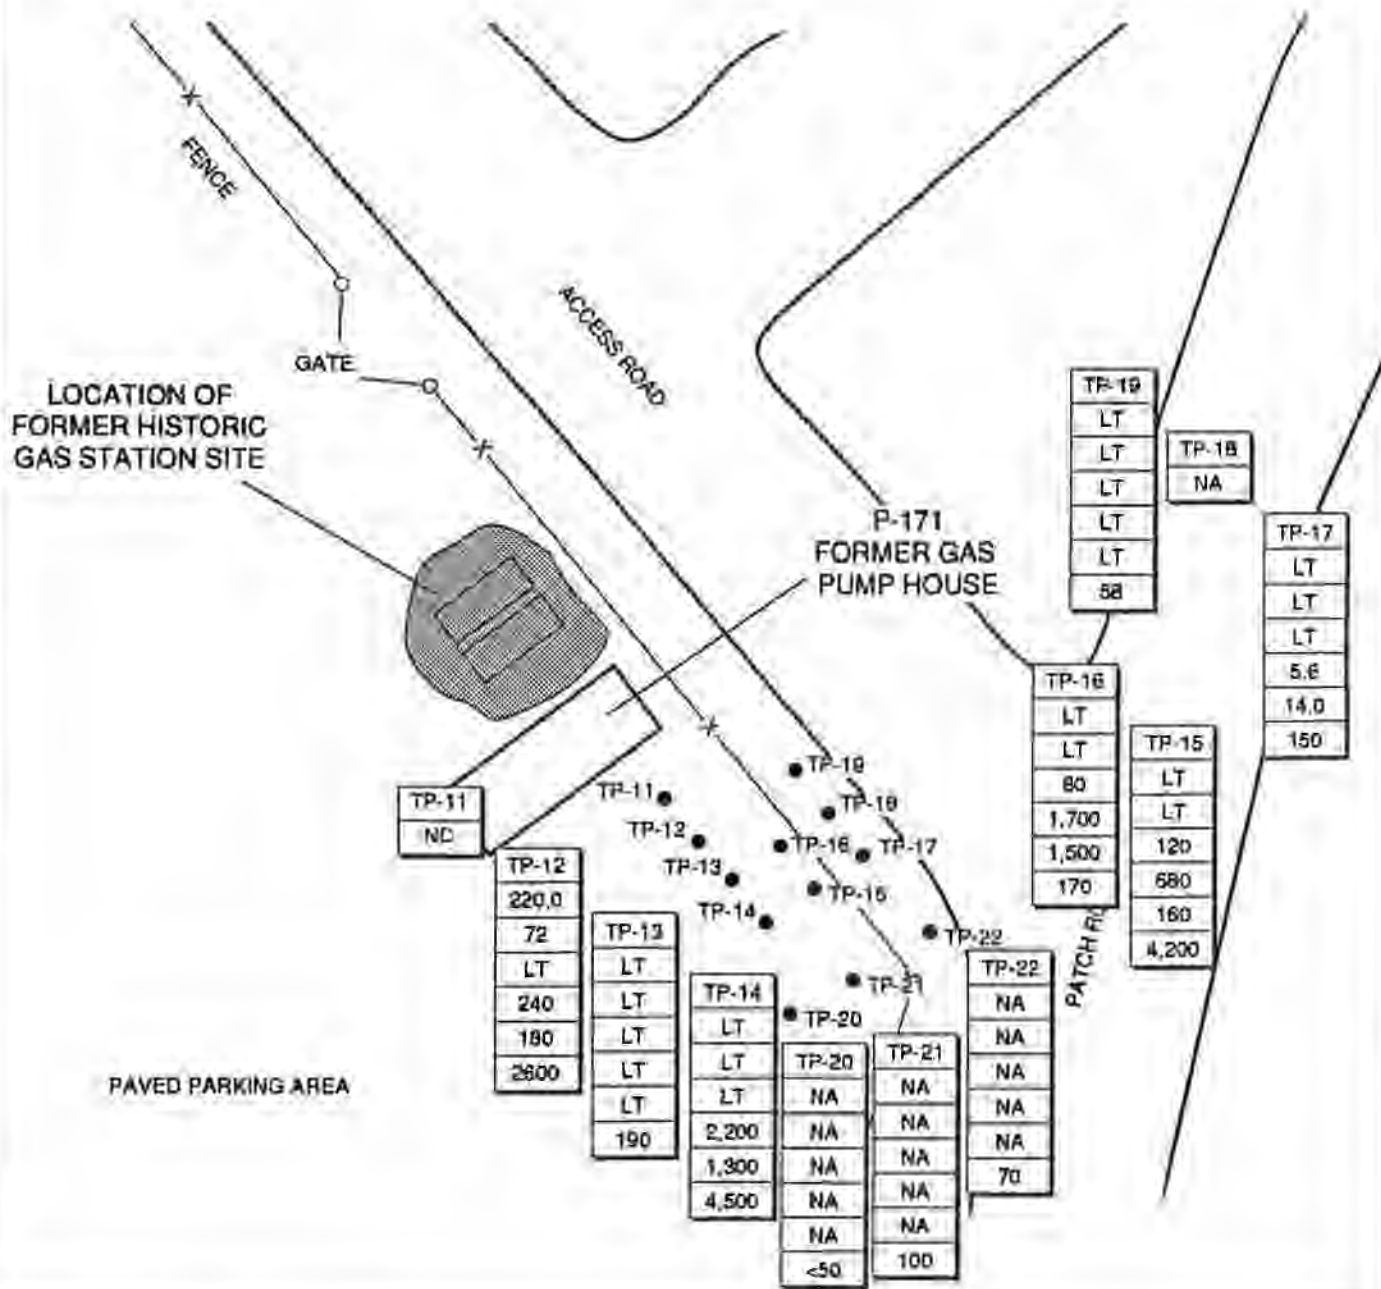 FENCE
ACCESS ROAD
GATE
LOCATION OF
FORMER HISTORIC
GAS STATION SITE
P-171
FORMER GAS
PUMP HOUSE
TP-19
LT
LT
LT
LT
LT
58
TP-18
NA
TP-17
LT
LT
LT
5.6
14.0
150
TP-16
LT
LT
80
1,700
1,500
170
TP-15
LT
LT
120
680
160
4,200
TP-19
TP-11
TP-18
TP-12
TP-16
TP-17
TP-13
TP-15
TP-14
TP-22
TP-21
TP-20
PATCH
TP-11
ND
TP-12
220.0
72
LT
240
180
2600
TP-13
LT
LT
LT
LT
LT
190
TP-14
LT
LT
LT
2,200
1,300
4,500
TP-20
NA
NA
NA
NA
NA
<50
TP-21
NA
NA
NA
NA
NA
100
TP-22
NA
NA
NA
NA
NA
70
PAVED PARKING AREA